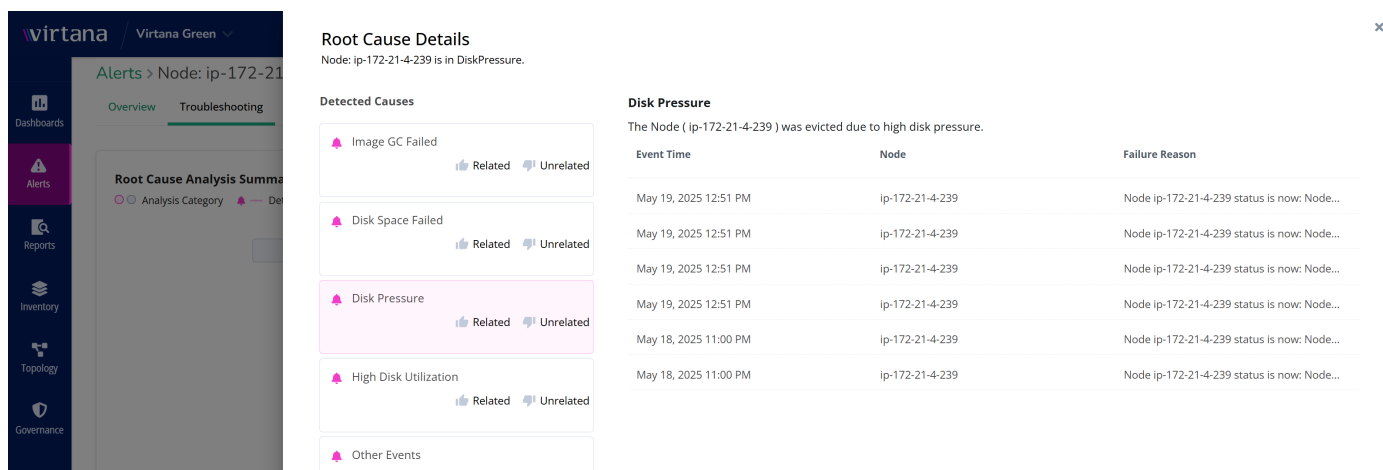 virtana
Virtana Green
Dashboards
Alerts
Reports
Inventory
Topology
Governance
Alerts > Node: ip-172-21
Overview
Troubleshooting
Root Cause Analysis Summa
Analysis Category
Det
Root Cause Details
Node: ip-172-21-4-239 is in DiskPressure.
Detected Causes
Image GC Failed
Related Unrelated
Disk Space Failed
Related Unrelated
Disk Pressure
Related Unrelated
High Disk Utilization
Related Unrelated
Other Events
Disk Pressure
The Node ( ip-172-21-4-239 ) was evicted due to high disk pressure.
Event Time Node Failure Reason
May 19, 2025 12:51 PM ip-172-21-4-239 Node ip-172-21-4-239 status is now: Node...
May 19, 2025 12:51 PM ip-172-21-4-239 Node ip-172-21-4-239 status is now: Node...
May 19, 2025 12:51 PM ip-172-21-4-239 Node ip-172-21-4-239 status is now: Node...
May 19, 2025 12:51 PM ip-172-21-4-239 Node ip-172-21-4-239 status is now: Node...
May 18, 2025 11:00 PM ip-172-21-4-239 Node ip-172-21-4-239 status is now: Node...
May 18, 2025 11:00 PM ip-172-21-4-239 Node ip-172-21-4-239 status is now: Node...